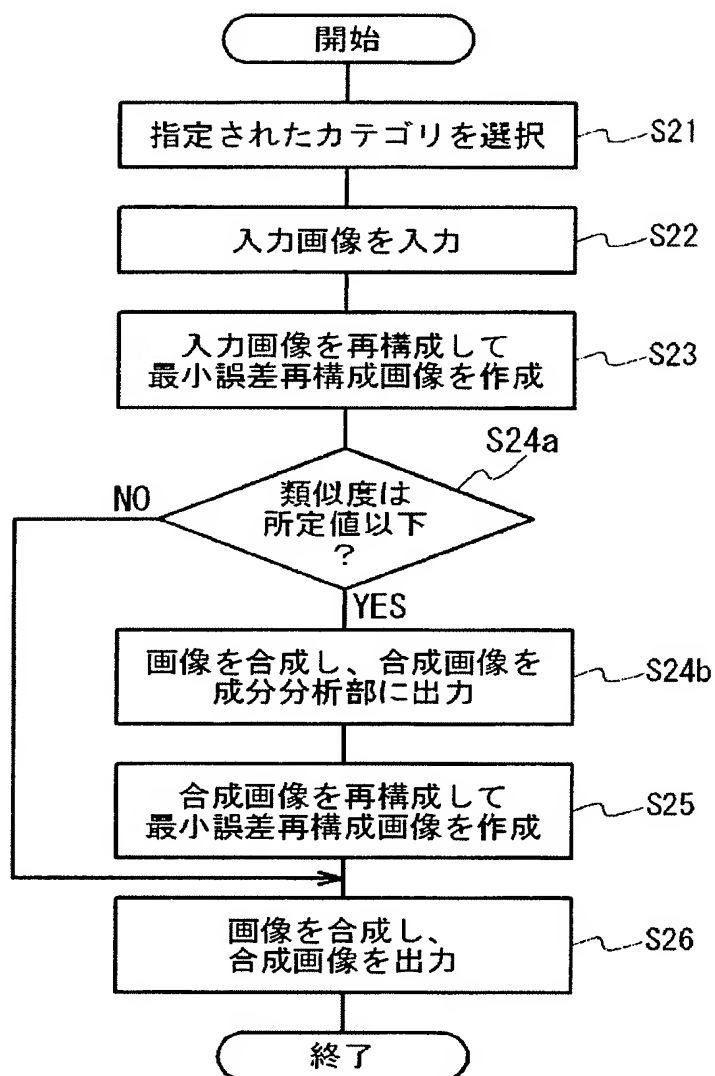 開始
指定されたカテゴリを選択
S21
入力画像を入力
S22
入力画像を再構成して
最小誤差再構成画像を作成
S23
S24a
類似度は
所定値以下
?
NO
YES
画像を合成し、合成画像を
成分分析部に出力
S24b
合成画像を再構成して
最小誤差再構成画像を作成
S25
画像を合成し、
合成画像を出力
S26
終了